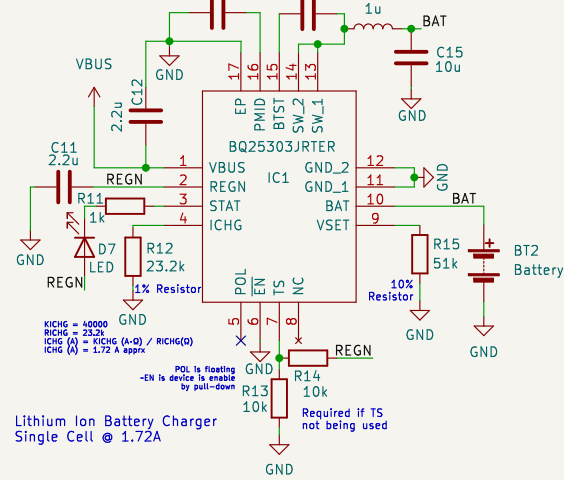 1u
BAT
C15
10u
GND
VBUS
GND
C12
2.2u
17
16
15
14
13
EP
PMID
BTST
SW_2
SW_1
BQ25303JRTER
IC1
C11
2.2u
REGN
1
VBUS
2
REGN
3
STAT
4
ICHG
GND_2
12
GND_1
11
BAT
10
VSET
9
GND
BAT
R11
1k
GND
D7
LED
REGN
R12
23.2k
1% Resistor
GND
R15
51k
10%
Resistor
GND
BT2
Battery
GND
POL
EN
TS
NC
5
6
7
8
KICHG = 40000
RICHG = 23.2k
ICHG (A) = KICHG (A·Ω) / RICHG(Ω)
ICHG (A) = 1.72 A apprx
GND
REGN
R14
10k
POL is floating
-EN is device is enable
by pull-down
R13
10k
Required if TS
not being used
GND
Lithium Ion Battery Charger
Single Cell @ 1.72A